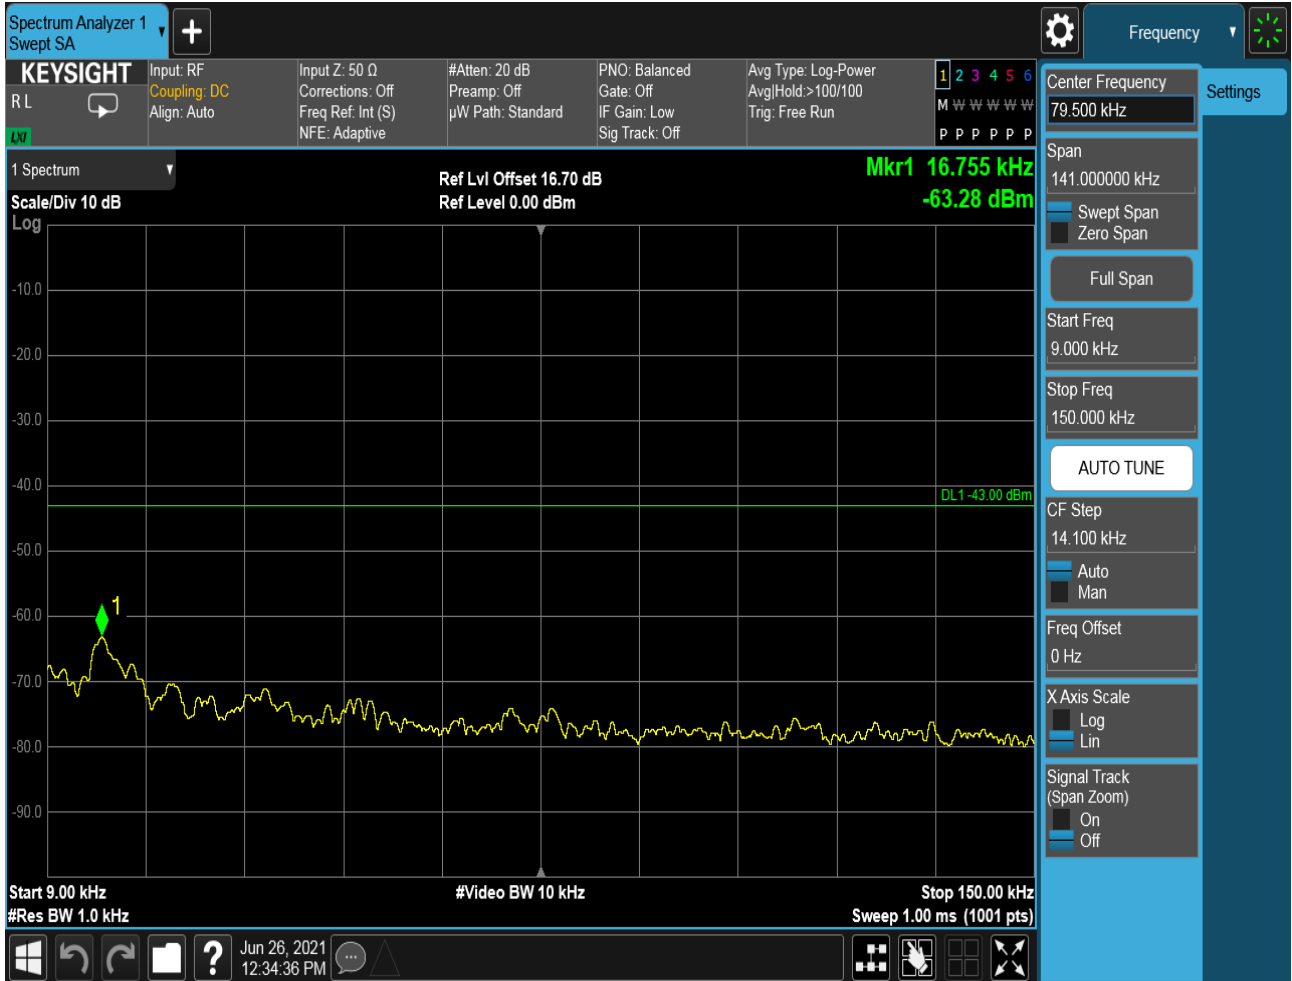 Spectrum Analyzer 1
Swept SA
+
Frequency
KEYSIGHT
R L
LXI
Input: RF
Coupling: DC
Align: Auto
Input Z: 50 Ω
Corrections: Off
Freq Ref: Int (S)
NFE: Adaptive
#Atten: 20 dB
Preamp: Off
µW Path: Standard
PNO: Balanced
Gate: Off
IF Gain: Low
Sig Track: Off
Avg Type: Log-Power
Avg|Hold:>100/100
Trig: Free Run
1 2 3 4 5 6
M W W W W W
P P P P P P
1 Spectrum
Scale/Div 10 dB
Log
Ref Lvl Offset 16.70 dB
Ref Level 0.00 dBm
Mkr1 16.755 kHz
-63.28 dBm
-10.0
-20.0
-30.0
-40.0
DL1 -43.00 dBm
-50.0
-60.0
1
-70.0
-80.0
-90.0
Start 9.00 kHz
#Res BW 1.0 kHz
#Video BW 10 kHz
Stop 150.00 kHz
Sweep 1.00 ms (1001 pts)
Center Frequency
79.500 kHz
Span
141.000000 kHz
Swept Span
Zero Span
Full Span
Start Freq
9.000 kHz
Stop Freq
150.000 kHz
AUTO TUNE
CF Step
14.100 kHz
Auto
Man
Freq Offset
0 Hz
X Axis Scale
Log
Lin
Signal Track
(Span Zoom)
On
Off
Settings
?
Jun 26, 2021
12:34:36 PM